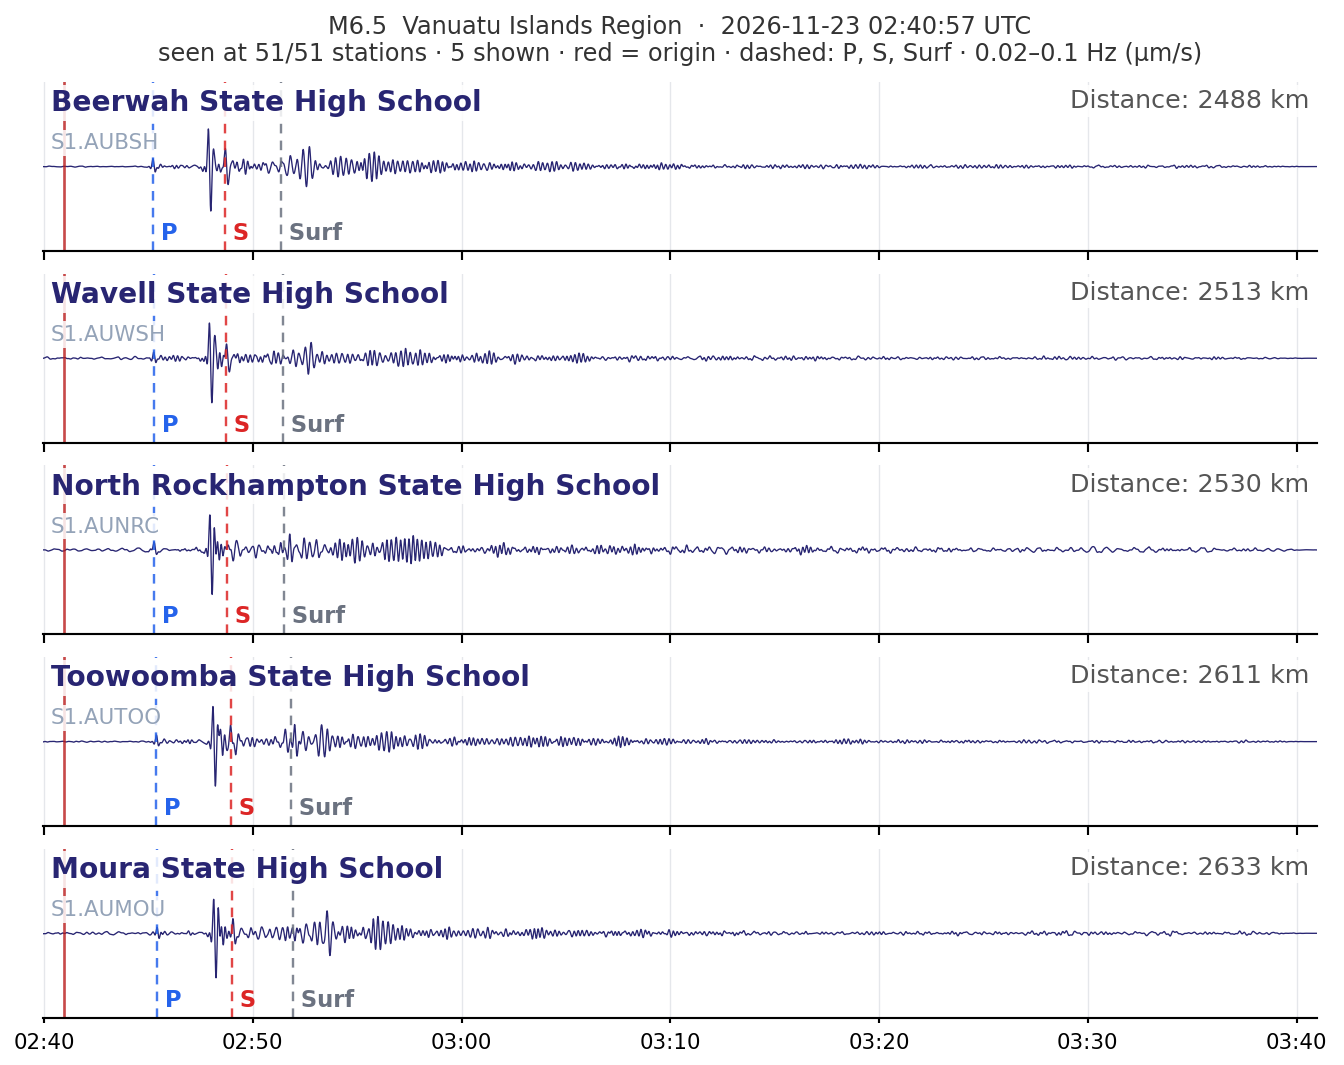 M6.5  Vanuatu Islands Region  ·  2026-11-23 02:40:57 UTC
seen at 51/51 stations · 5 shown · red = origin · dashed: P, S, Surf · 0.02–0.1 Hz (µm/s)
Beerwah State High School
Distance: 2488 km
S1.AUBSH
P
S
Surf
Wavell State High School
Distance: 2513 km
S1.AUWSH
P
S
Surf
North Rockhampton State High School
Distance: 2530 km
S1.AUNRC
P
S
Surf
Toowoomba State High School
Distance: 2611 km
S1.AUTOO
P
S
Surf
Moura State High School
Distance: 2633 km
S1.AUMOU
P
S
Surf
02:40
02:50
03:00
03:10
03:20
03:30
03:40